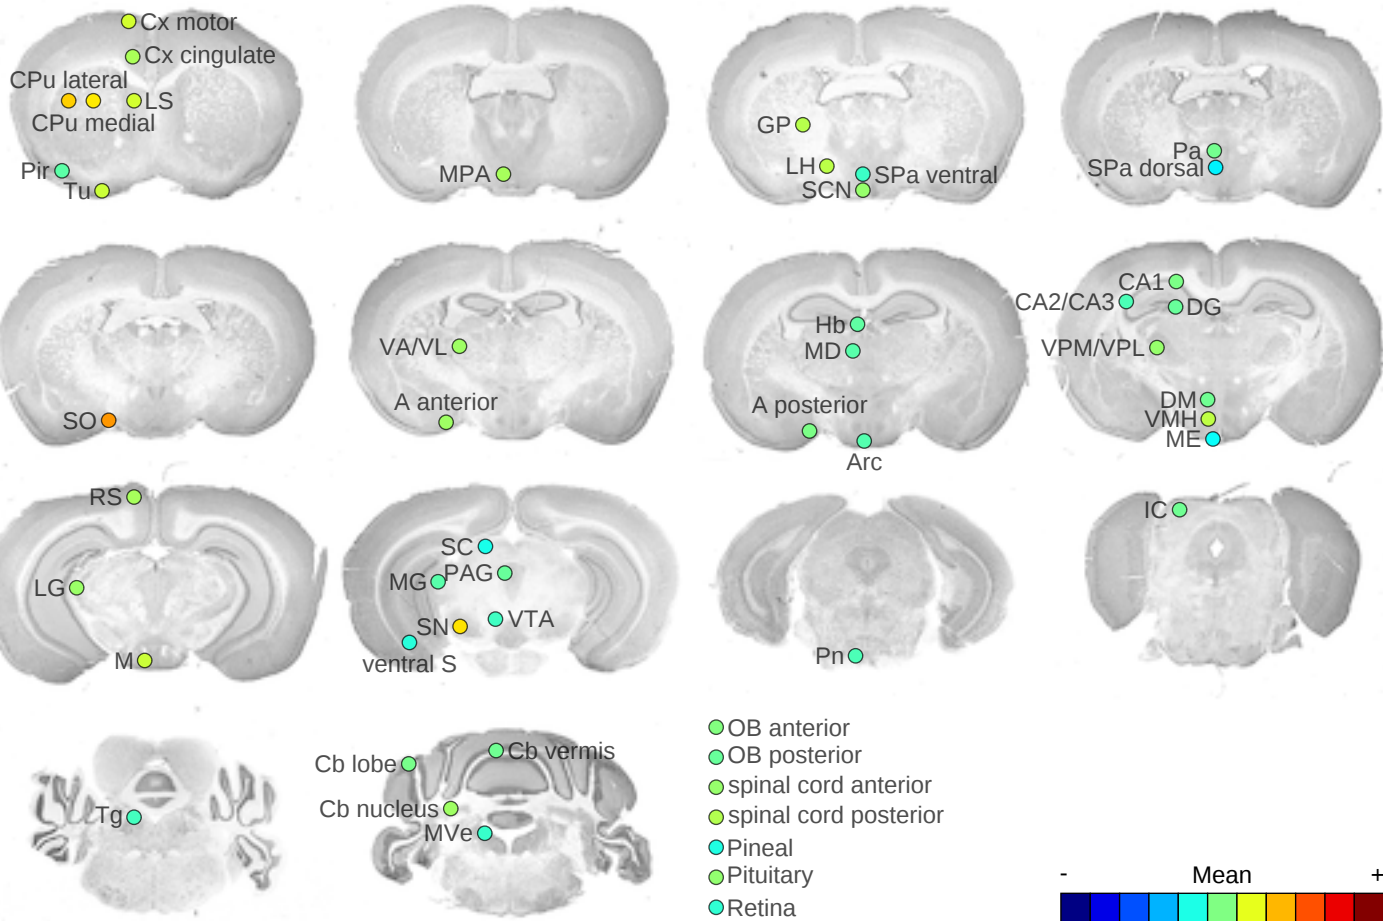 Cx motor
Cx cingulate
CPu lateral
LS
CPu medial
Pir
Tu
MPA
GP
LH
SPa ventral
SCN
Pa
SPa dorsal
SO
VA/VL
A anterior
Hb
MD
A posterior
Arc
CA1
CA2/CA3
DG
VPM/VPL
DM
VMH
ME
RS
LG
M
SC
PAG
MG
VTA
SN
ventral S
Pn
IC
Tg
Cb vermis
Cb lobe
Cb nucleus
MVe
OB anterior
OB posterior
spinal cord anterior
spinal cord posterior
Pineal
Pituitary
Retina
- Mean +